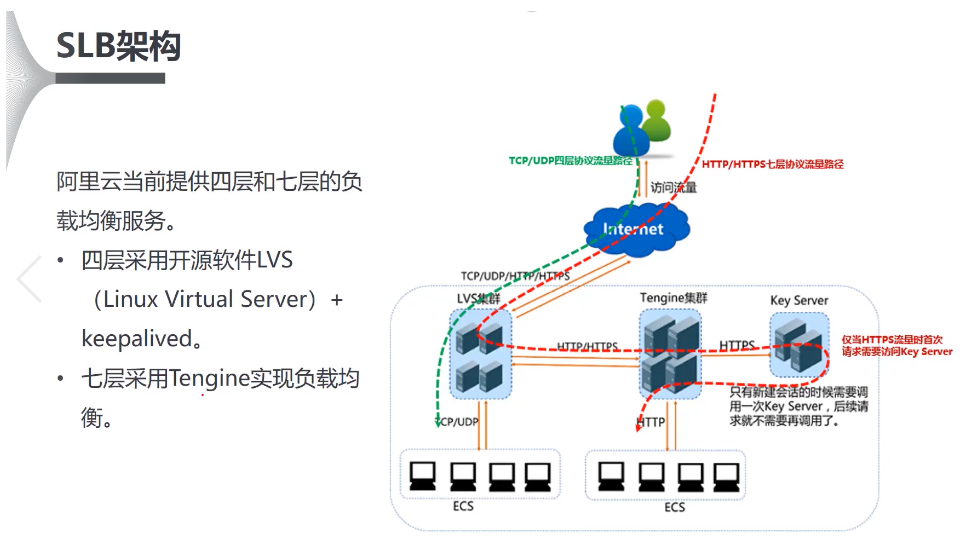 SLB架构
阿里云当前提供四层和七层的负
载均衡服务。
• 四层采用开源软件LVS
（Linux Virtual Server）+
keepalived。
• 七层采用Tengine实现负载均
衡。
TCP/UDP四层协议流量路径
HTTP/HTTPS七层协议流量路径
访问流量
Internet
TCP/UDP/HTTP/HTTPS
LVS集群
Tengine集群
Key Server
HTTP/HTTPS
HTTPS
仅当HTTPS流量时首次
请求需要访问Key Server
只有新建会话的时候需要调
用一次Key Server，后续请
求就不需要再调用了。
TCP/UDP
HTTP
ECS
ECS